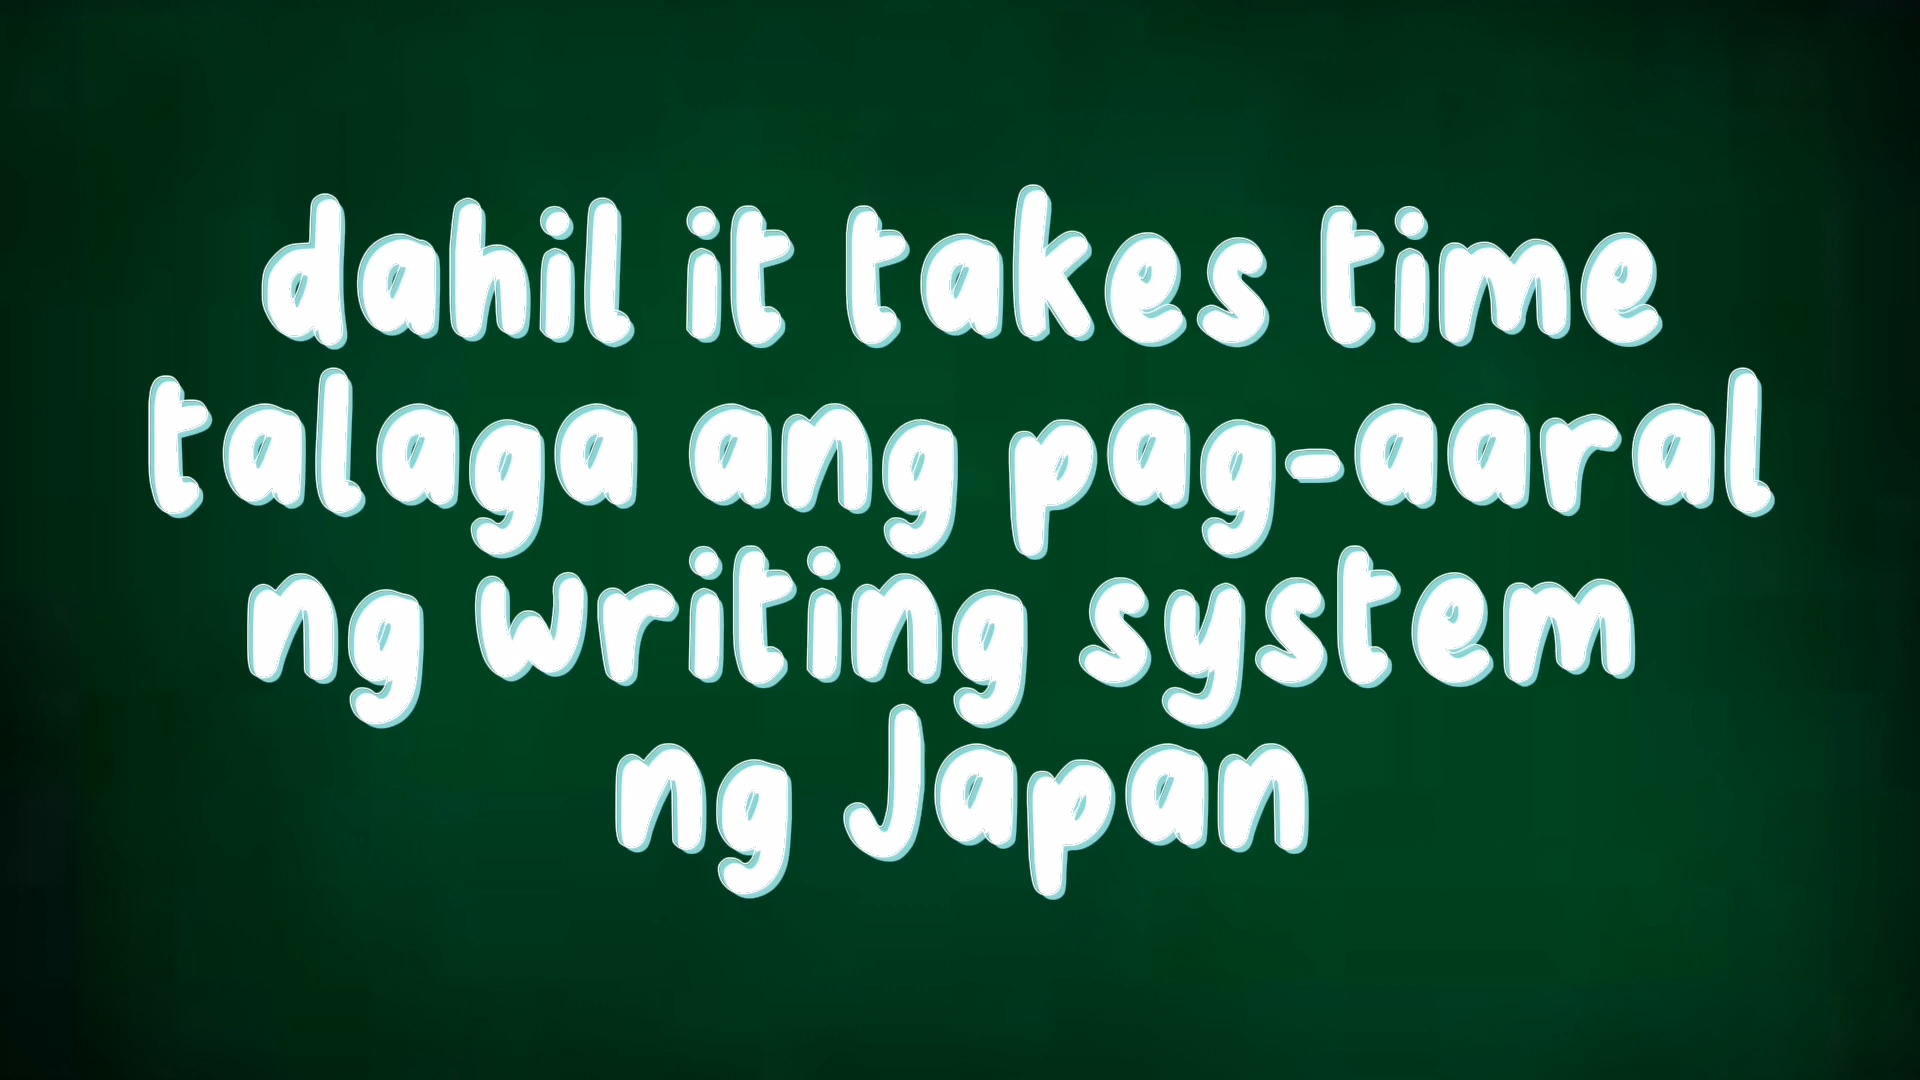 dahil it takes time
talaga ang pag-aaral
ng writing system
ng Japan